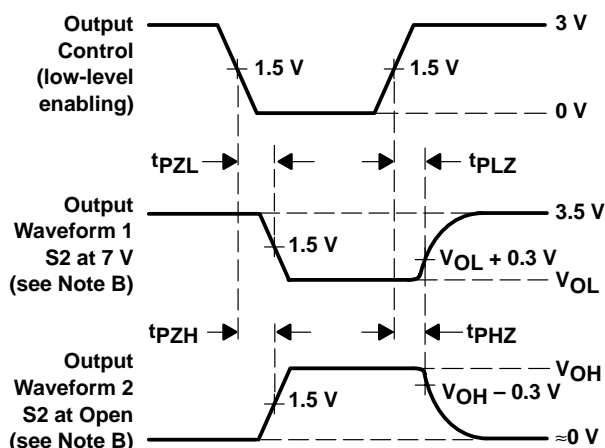 Output
Control
(low-level
enabling)
1.5 V
1.5 V
3 V
0 V
tPZL
tPLZ
Output
Waveform 1
S2 at 7 V
(see Note B)
1.5 V
3.5 V
VOL + 0.3 V
VOL
tPZH
tPHZ
Output
Waveform 2
S2 at Open
(see Note B)
1.5 V
VOH
VOH – 0.3 V
≈0 V